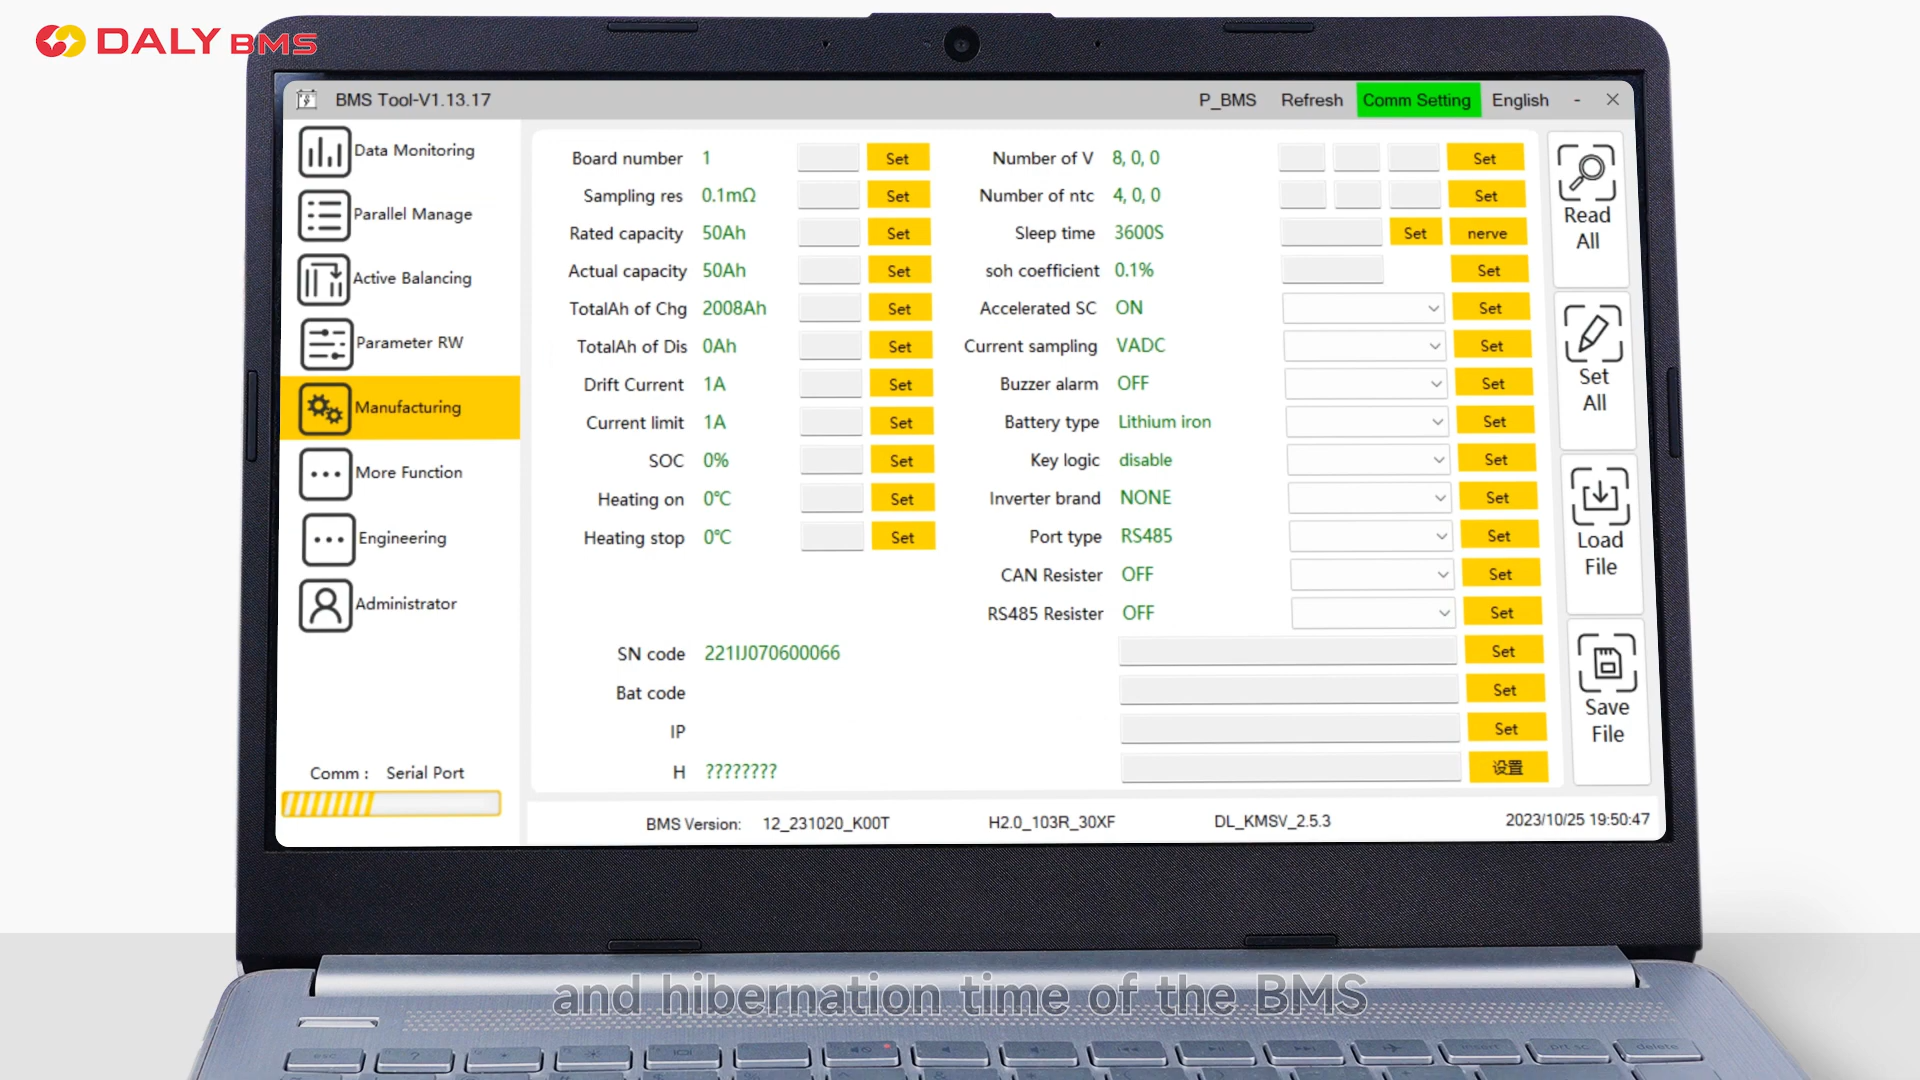 DALY BMS
BMS Tool-V1.13.17 P_BMS Refresh Comm Setting English - ×
Data Monitoring
Parallel Manage
Active Balancing
Parameter RW
Manufacturing
More Function
Engineering
Administrator
Comm : Serial Port
Board number 1 Set
Sampling res 0.1mΩ Set
Rated capacity 50Ah Set
Actual capacity 50Ah Set
TotalAh of Chg 2008Ah Set
TotalAh of Dis 0Ah Set
Drift Current 1A Set
Current limit 1A Set
SOC 0% Set
Heating on 0℃ Set
Heating stop 0℃ Set
Number of V 8, 0, 0 Set
Number of ntc 4, 0, 0 Set
Sleep time 3600S Set nerve
soh coefficient 0.1% Set
Accelerated SC ON Set
Current sampling VADC Set
Buzzer alarm OFF Set
Battery type Lithium iron Set
Key logic disable Set
Inverter brand NONE Set
Port type RS485 Set
CAN Resister OFF Set
RS485 Resister OFF Set
SN code 221IJ070600066 Set
Bat code Set
IP Set
H ???????? 设置
Read
All
Set
All
Load
File
Save
File
BMS Version: 12_231020_K00T H2.0_103R_30XF DL_KMSV_2.5.3 2023/10/25 19:50:47
and hibernation time of the BMS
esc ? insert prt sc delete